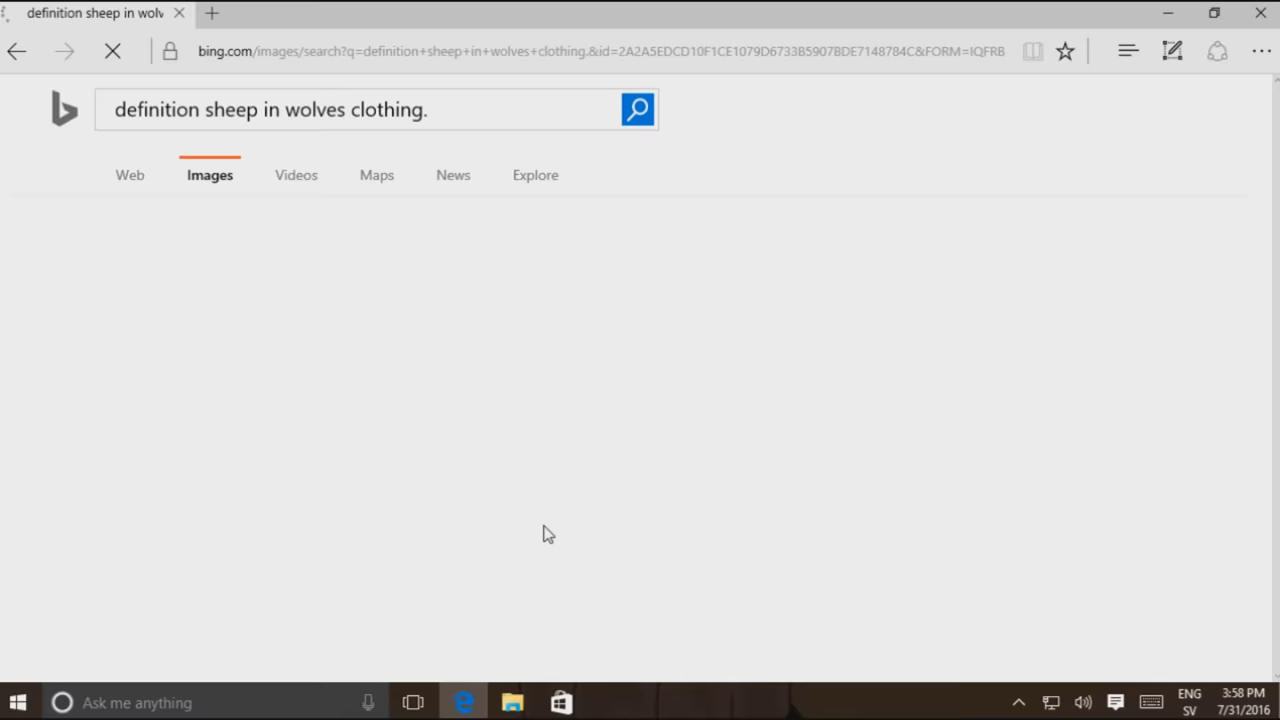 definition sheep in wolv
bing.com/images/search?q=definition+sheep+in+wolves+clothing.&id=2A2A5EDCD10F1CE1079D6733B5907BDE7148784C&FORM=IQFRB
definition sheep in wolves clothing.
Web Images Videos Maps News Explore
Ask me anything
ENG 3:58 PM
SV 7/31/2016